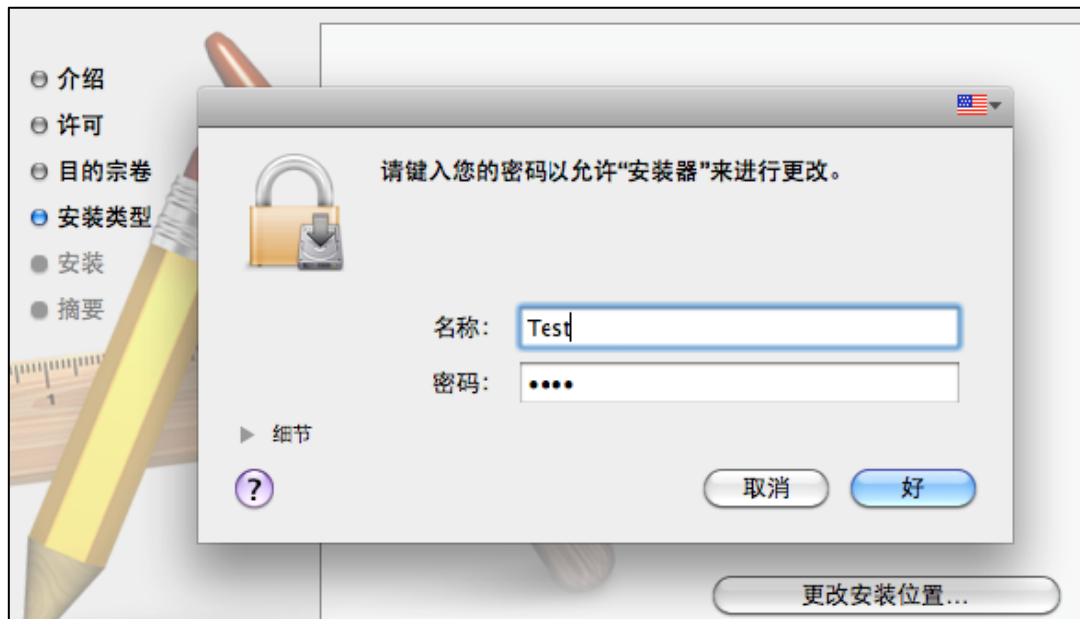 介绍
许可
目的宗卷
安装类型
安装
摘要
请键入您的密码以允许“安装器”来进行更改。
名称： Test
密码： ••••
细节
?
取消
好
更改安装位置...
1